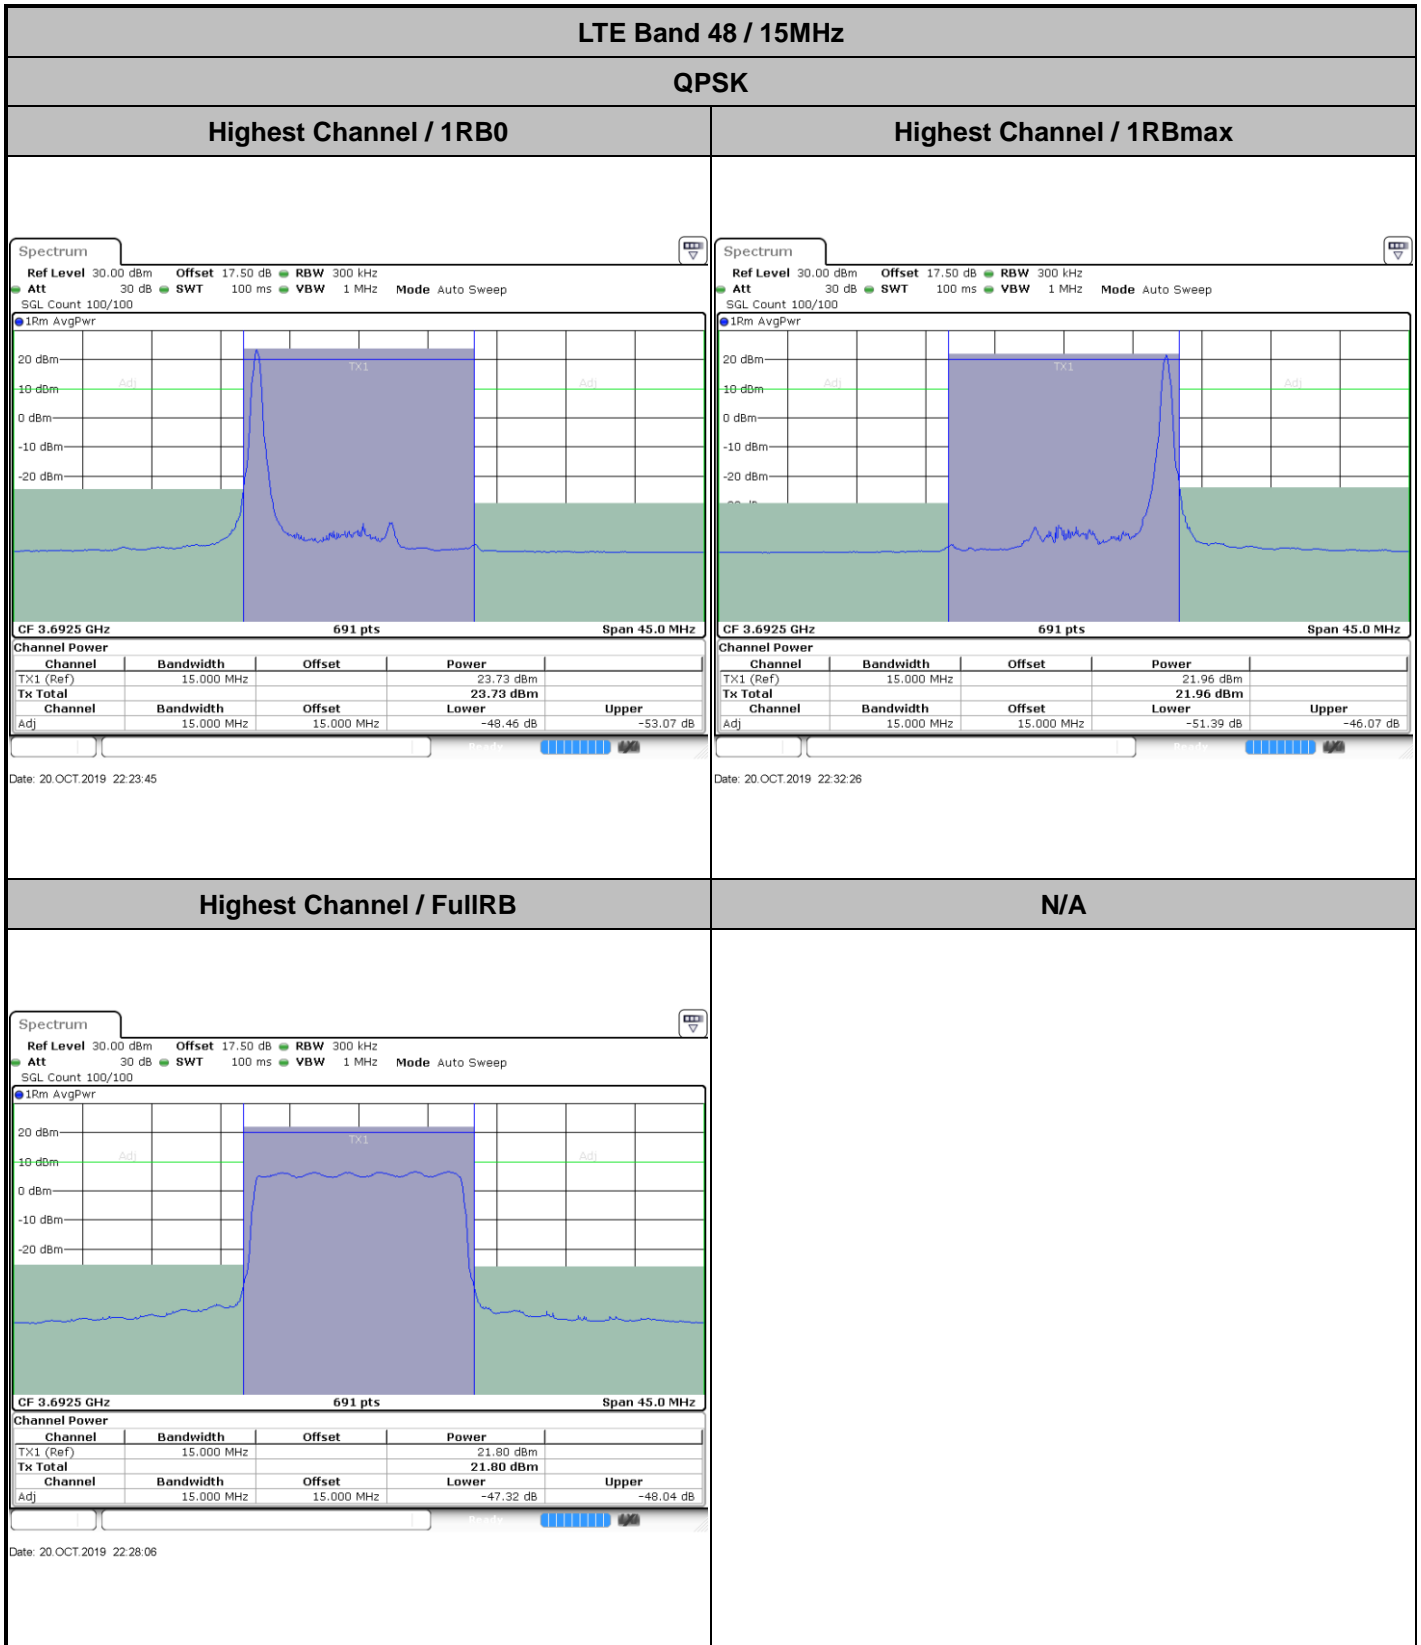 LTE Band 48 / 15MHz
QPSK
Highest Channel / 1RB0
Highest Channel / 1RBmax
Spectrum
Ref Level 30.00 dBm Offset 17.50 dB RBW 300 kHz
Att 30 dB SWT 100 ms VBW 1 MHz Mode Auto Sweep
SGL Count 100/100
1Rm AvgPwr
20 dBm
TX1
10 dBm
Adj
Adj
0 dBm
-10 dBm
-20 dBm
CF 3.6925 GHz 691 pts Span 45.0 MHz
Channel Power
Channel Bandwidth Offset Power
TX1 (Ref) 15.000 MHz 23.73 dBm
Tx Total 23.73 dBm
Channel Bandwidth Offset Lower Upper
Adj 15.000 MHz 15.000 MHz -48.46 dB -53.07 dB
Ready
Date: 20.OCT.2019 22:23:45
Spectrum
Ref Level 30.00 dBm Offset 17.50 dB RBW 300 kHz
Att 30 dB SWT 100 ms VBW 1 MHz Mode Auto Sweep
SGL Count 100/100
1Rm AvgPwr
20 dBm
TX1
10 dBm
Adj
Adj
0 dBm
-10 dBm
-20 dBm
CF 3.6925 GHz 691 pts Span 45.0 MHz
Channel Power
Channel Bandwidth Offset Power
TX1 (Ref) 15.000 MHz 21.96 dBm
Tx Total 21.96 dBm
Channel Bandwidth Offset Lower Upper
Adj 15.000 MHz 15.000 MHz -51.39 dB -46.07 dB
Ready
Date: 20.OCT.2019 22:32:26
Highest Channel / FullRB
N/A
Spectrum
Ref Level 30.00 dBm Offset 17.50 dB RBW 300 kHz
Att 30 dB SWT 100 ms VBW 1 MHz Mode Auto Sweep
SGL Count 100/100
1Rm AvgPwr
20 dBm
TX1
10 dBm
Adj
Adj
0 dBm
-10 dBm
-20 dBm
CF 3.6925 GHz 691 pts Span 45.0 MHz
Channel Power
Channel Bandwidth Offset Power
TX1 (Ref) 15.000 MHz 21.80 dBm
Tx Total 21.80 dBm
Channel Bandwidth Offset Lower Upper
Adj 15.000 MHz 15.000 MHz -47.32 dB -48.04 dB
Ready
Date: 20.OCT.2019 22:28:06